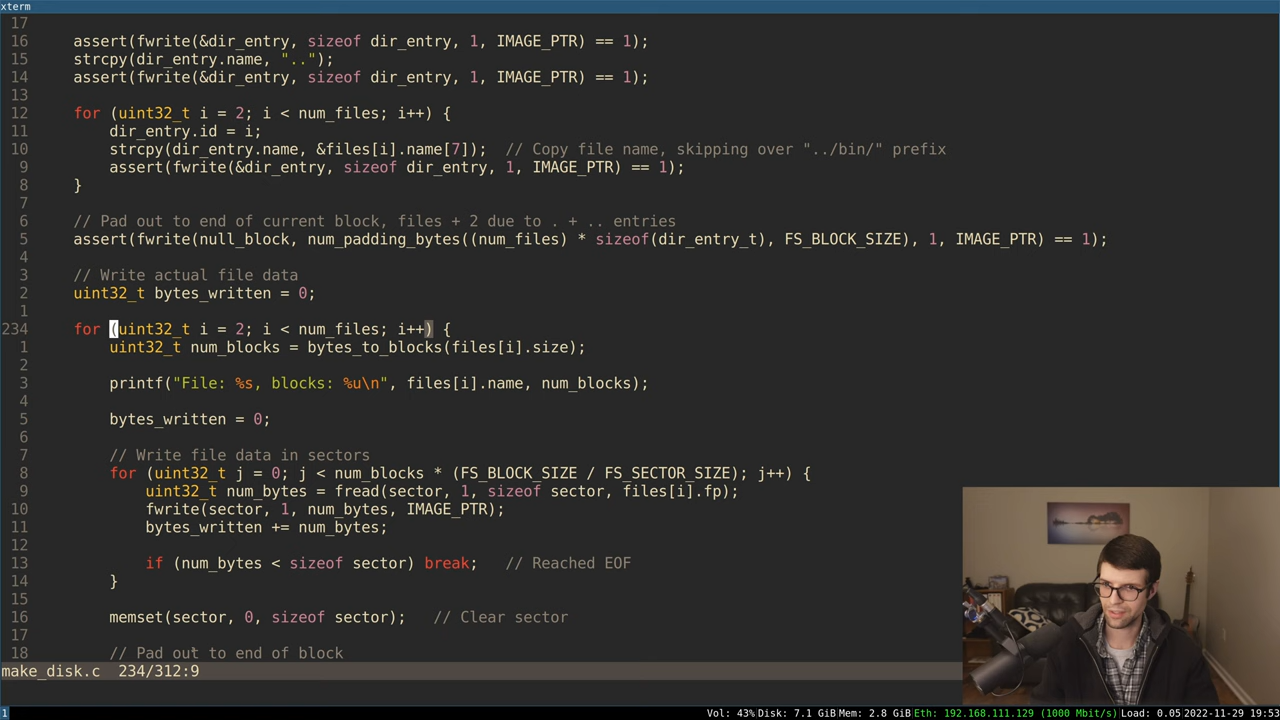 xterm
17
16 assert(fwrite(&dir_entry, sizeof dir_entry, 1, IMAGE_PTR) == 1);
15 strcpy(dir_entry.name, "..");
14 assert(fwrite(&dir_entry, sizeof dir_entry, 1, IMAGE_PTR) == 1);
13
12 for (uint32_t i = 2; i < num_files; i++) {
11 dir_entry.id = i;
10 strcpy(dir_entry.name, &files[i].name[7]); // Copy file name, skipping over "../bin/" prefix
9 assert(fwrite(&dir_entry, sizeof dir_entry, 1, IMAGE_PTR) == 1);
8 }
7
6 // Pad out to end of current block, files + 2 due to . + .. entries
5 assert(fwrite(null_block, num_padding_bytes((num_files) * sizeof(dir_entry_t), FS_BLOCK_SIZE), 1, IMAGE_PTR) == 1);
4
3 // Write actual file data
2 uint32_t bytes_written = 0;
1
234 for (uint32_t i = 2; i < num_files; i++) {
1 uint32_t num_blocks = bytes_to_blocks(files[i].size);
2
3 printf("File: %s, blocks: %u\n", files[i].name, num_blocks);
4
5 bytes_written = 0;
6
7 // Write file data in sectors
8 for (uint32_t j = 0; j < num_blocks * (FS_BLOCK_SIZE / FS_SECTOR_SIZE); j++) {
9 uint32_t num_bytes = fread(sector, 1, sizeof sector, files[i].fp);
10 fwrite(sector, 1, num_bytes, IMAGE_PTR);
11 bytes_written += num_bytes;
12
13 if (num_bytes < sizeof sector) break; // Reached EOF
14 }
15
16 memset(sector, 0, sizeof sector); // Clear sector
17
18 // Pad out to end of block
make_disk.c 234/312:9
1 Vol: 43% Disk: 7.1 GiB Mem: 2.8 GiB Eth: 192.168.111.129 (1000 Mbit/s) Load: 0.05 2022-11-29 19:53